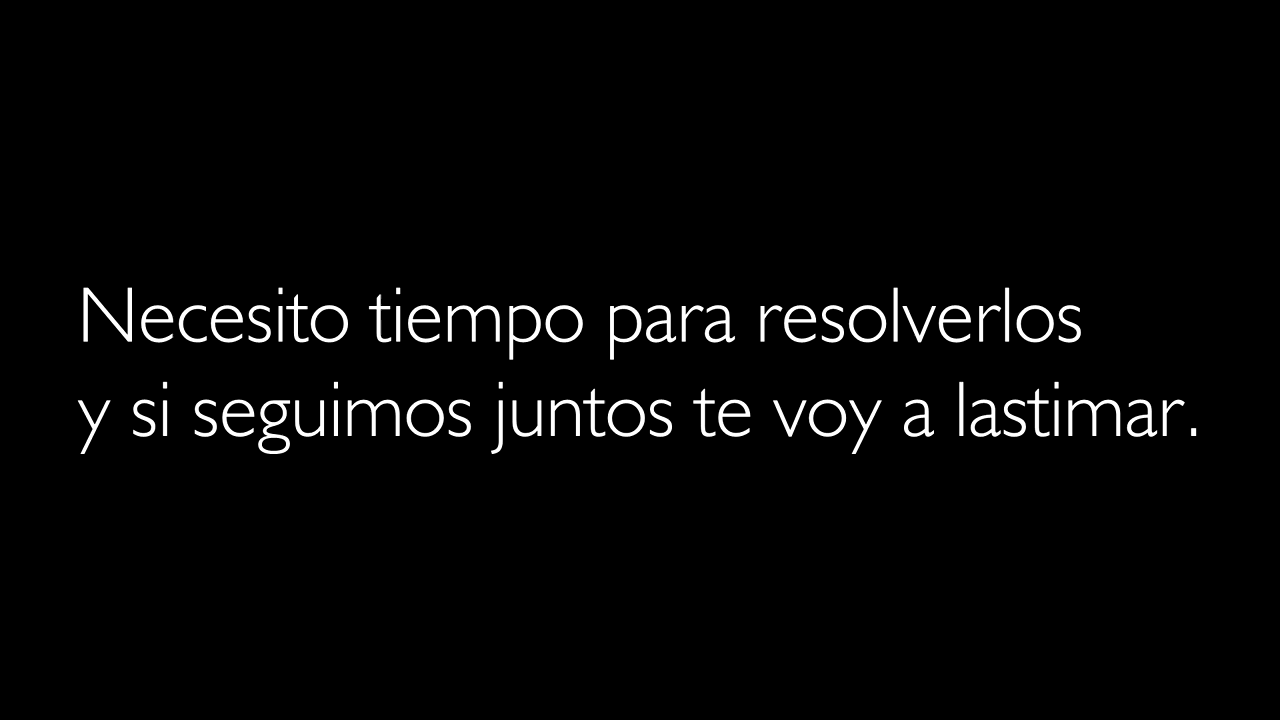 Necesito tiempo para resolverlos
y si seguimos juntos te voy a lastimar.